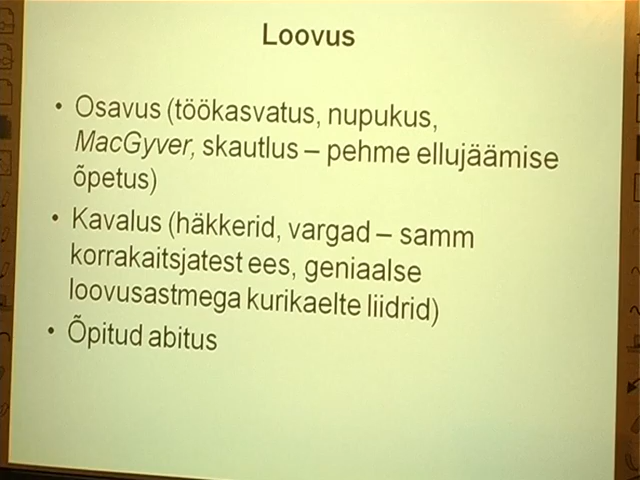 Loovus
• Osavus (töökasvatus, nupukus,
MacGyver, skautlus – pehme ellujäämise
õpetus)
• Kavalus (häkkerid, vargad – samm
korrakaitsjatest ees, geniaalse
loovusastmega kurikaelte liidrid)
• Õpitud abitus